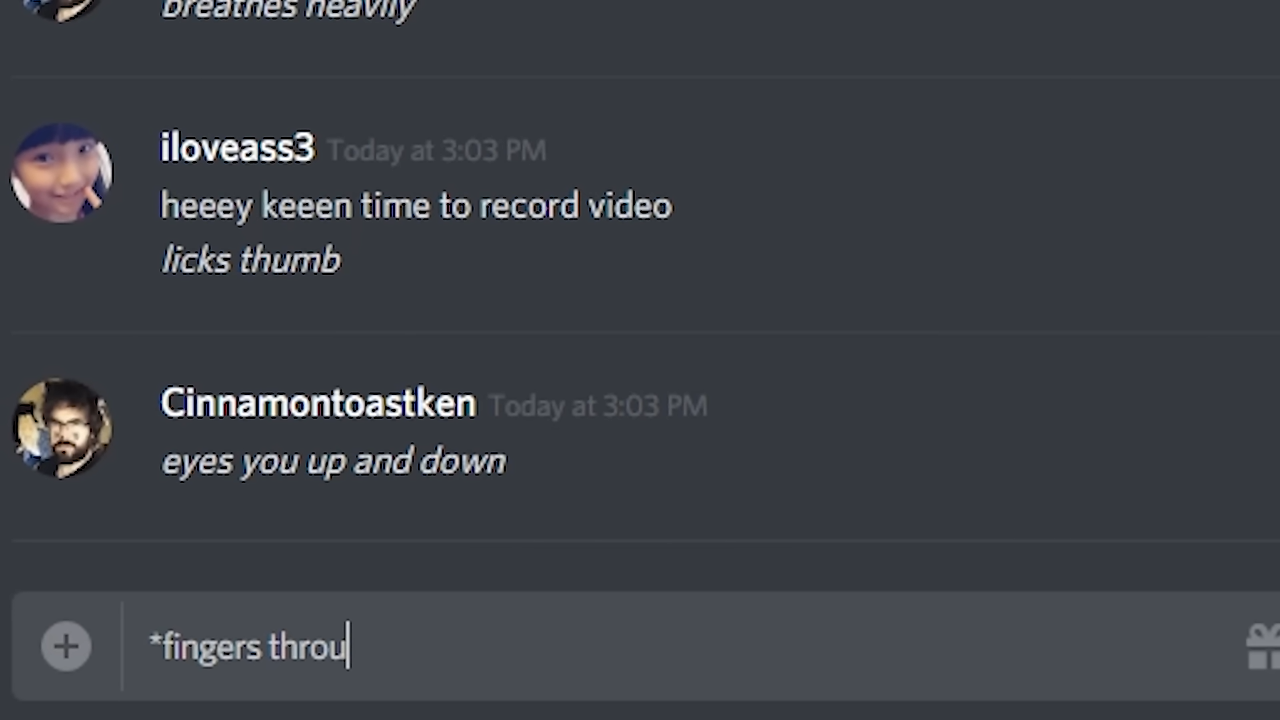 breathes heavily
iloveass3 Today at 3:03 PM
heeey keeen time to record video
licks thumb
Cinnamontoastken Today at 3:03 PM
eyes you up and down
*fingers throu